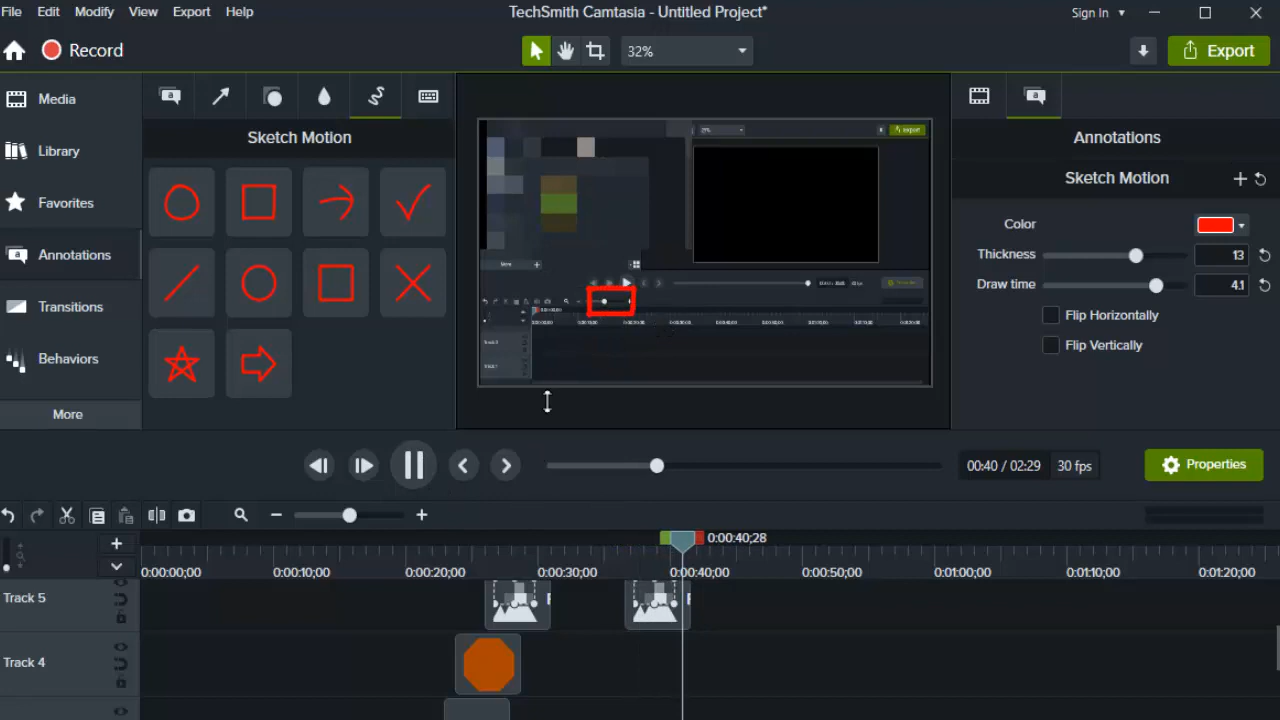 File Edit Modify View Export Help TechSmith Camtasia - Untitled Project* Sign In
Record 32% Export
Media
Library
Favorites
Annotations
Transitions
Behaviors
More
Sketch Motion
Export
More
Annotations
Sketch Motion
Color
Thickness 13
Draw time 4.1
Flip Horizontally
Flip Vertically
00:40 / 02:29 30 fps Properties
0:00:40;28
0:00:00;00 0:00:10;00 0:00:20;00 0:00:30;00 0:00:40;00 0:00:50;00 0:01:00;00 0:01:10;00 0:01:20;00
Track 5
Track 4